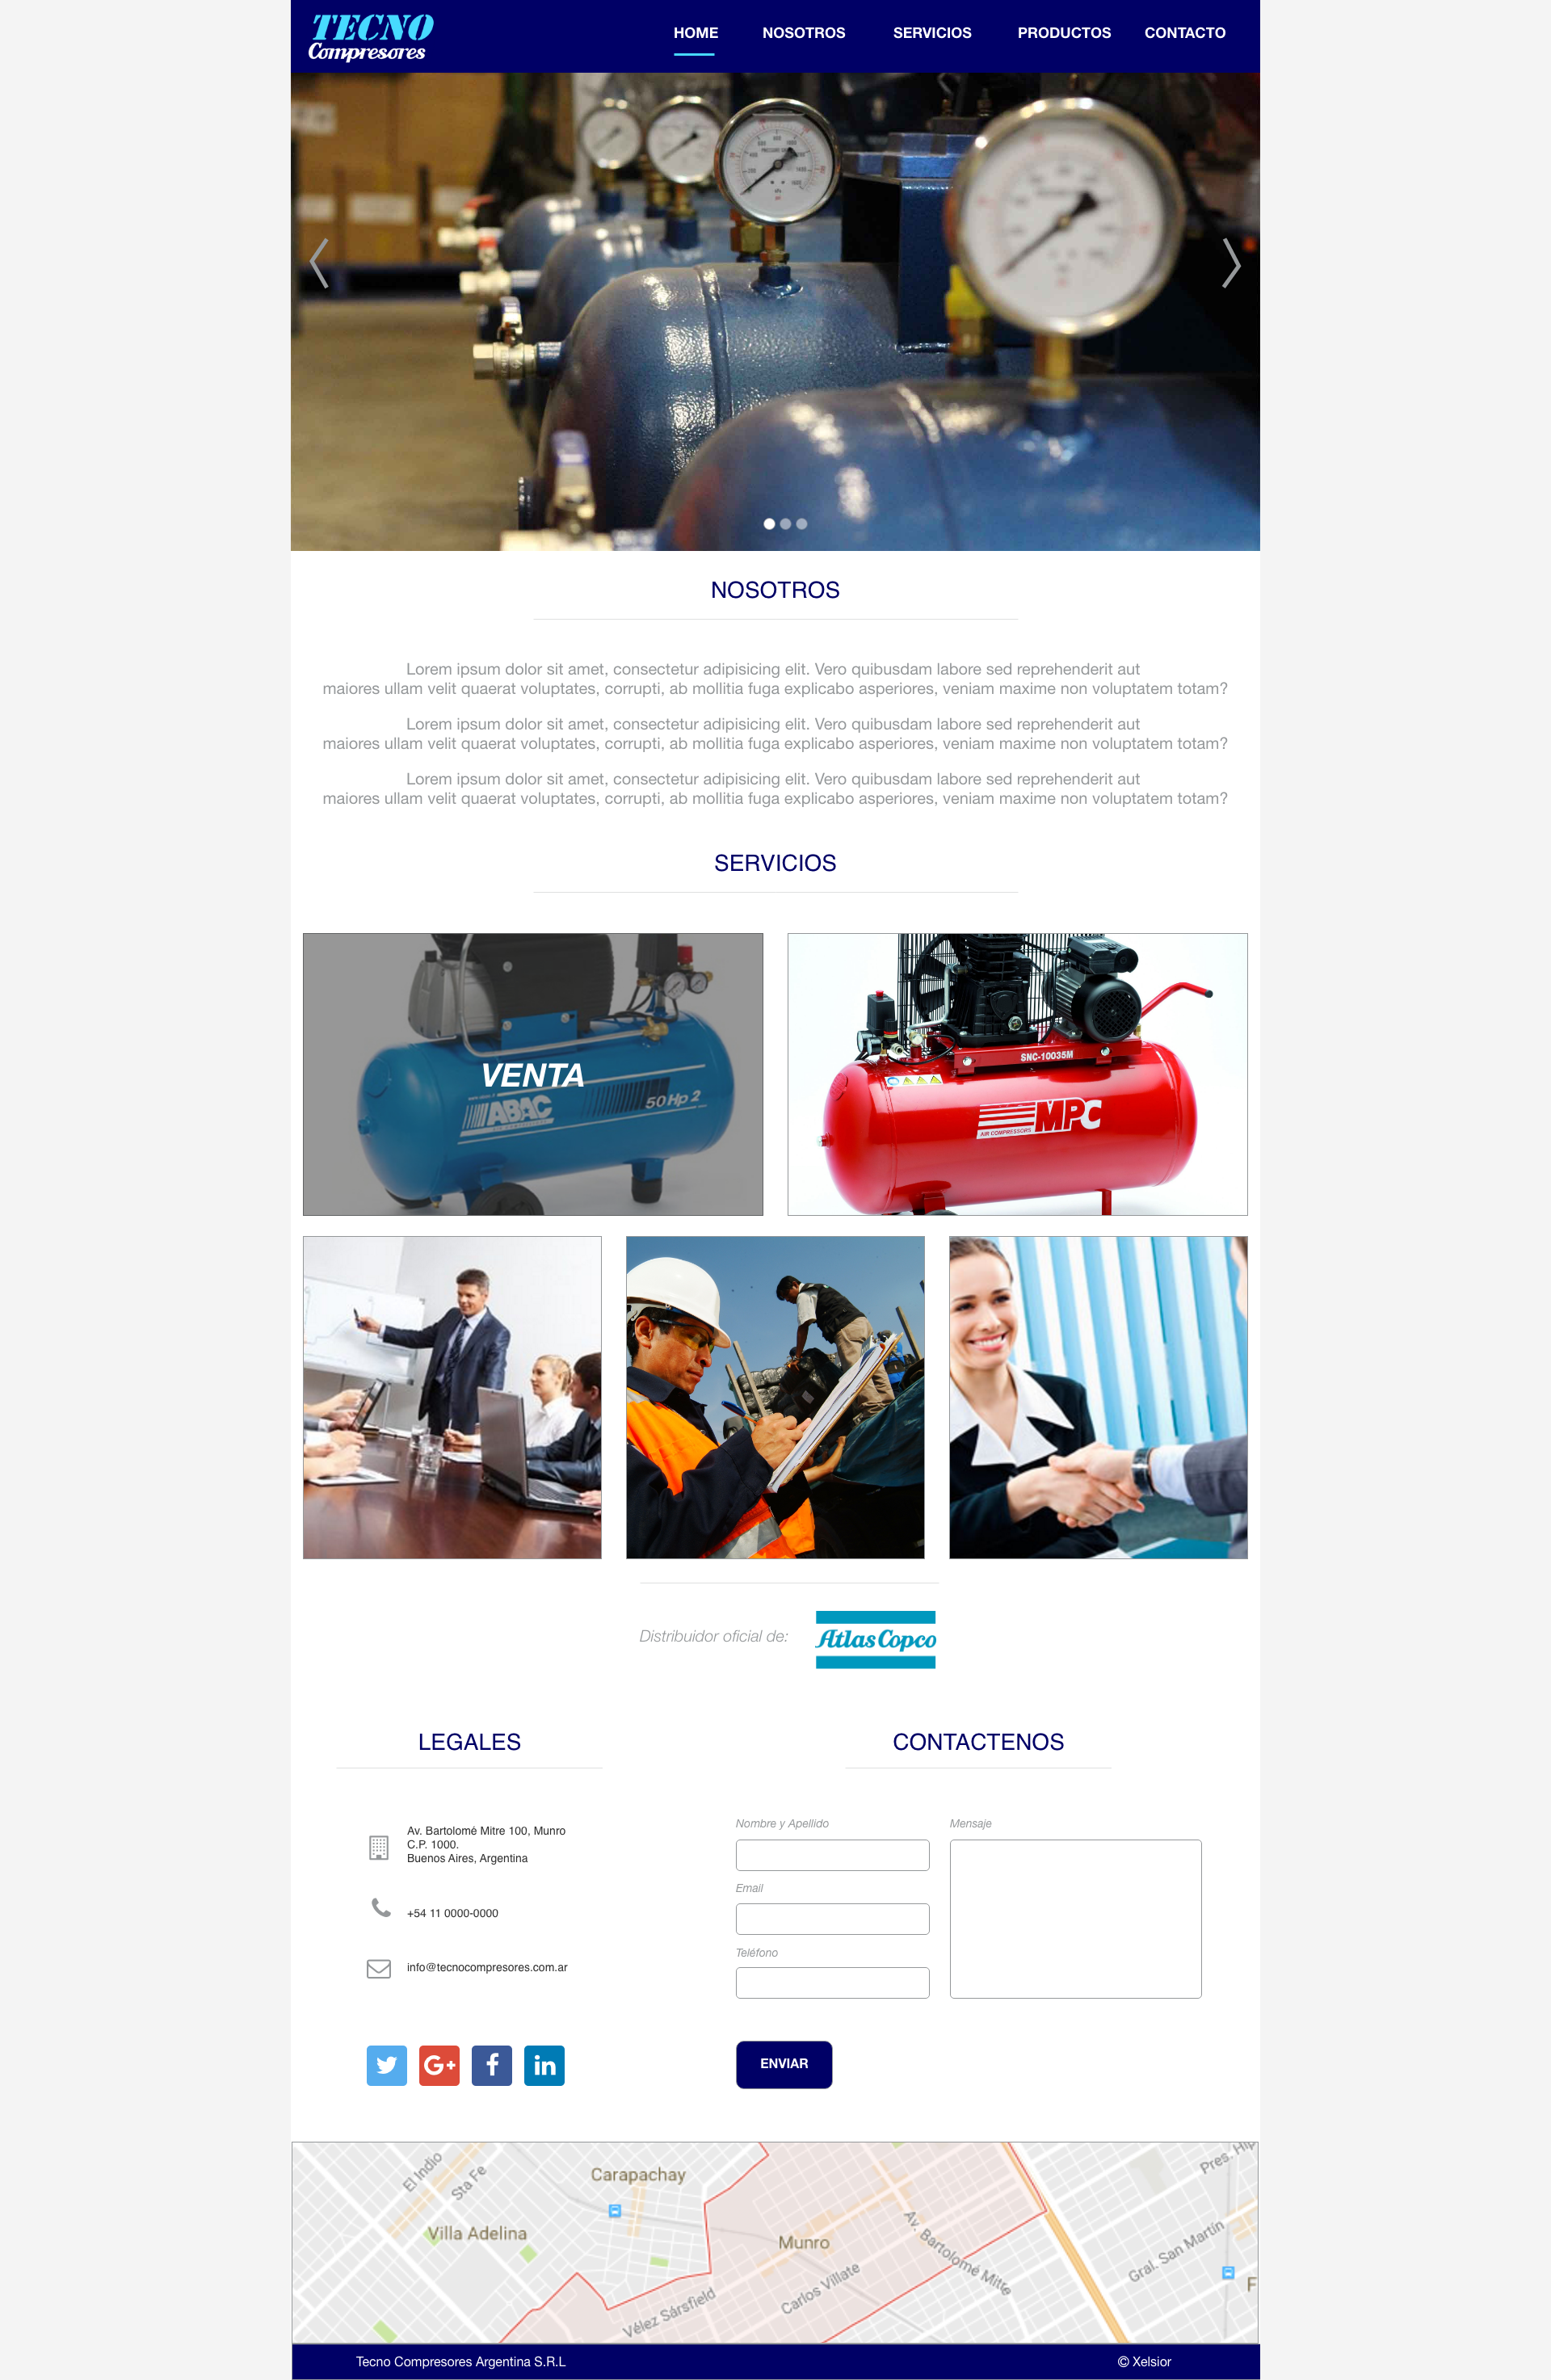 TECNO
Compresores
HOME NOSOTROS SERVICIOS PRODUCTOS CONTACTO
NOSOTROS
Lorem ipsum dolor sit amet, consectetur adipisicing elit. Vero quibusdam labore sed reprehenderit aut
maiores ullam velit quaerat voluptates, corrupti, ab mollitia fuga explicabo asperiores, veniam maxime non voluptatem totam?
Lorem ipsum dolor sit amet, consectetur adipisicing elit. Vero quibusdam labore sed reprehenderit aut
maiores ullam velit quaerat voluptates, corrupti, ab mollitia fuga explicabo asperiores, veniam maxime non voluptatem totam?
Lorem ipsum dolor sit amet, consectetur adipisicing elit. Vero quibusdam labore sed reprehenderit aut
maiores ullam velit quaerat voluptates, corrupti, ab mollitia fuga explicabo asperiores, veniam maxime non voluptatem totam?
SERVICIOS
VENTA
ABAC
50 Hp 2
SNC-10035M
MPC
AIR COMPRESSORS
Distribuidor oficial de:
Atlas Copco
LEGALES
Av. Bartolomé Mitre 100, Munro
C.P. 1000.
Buenos Aires, Argentina
+54 11 0000-0000
info@tecnocompresores.com.ar
CONTACTENOS
Nombre y Apellido
Mensaje
Email
Teléfono
ENVIAR
El Indio
Sta Fe
Carapachay
Villa Adelina
Munro
Av. Bartolomé Mitre
Carlos Villate
Vélez Sársfield
Gral. San Martín
Pres.
Tecno Compresores Argentina S.R.L
© Xelsior